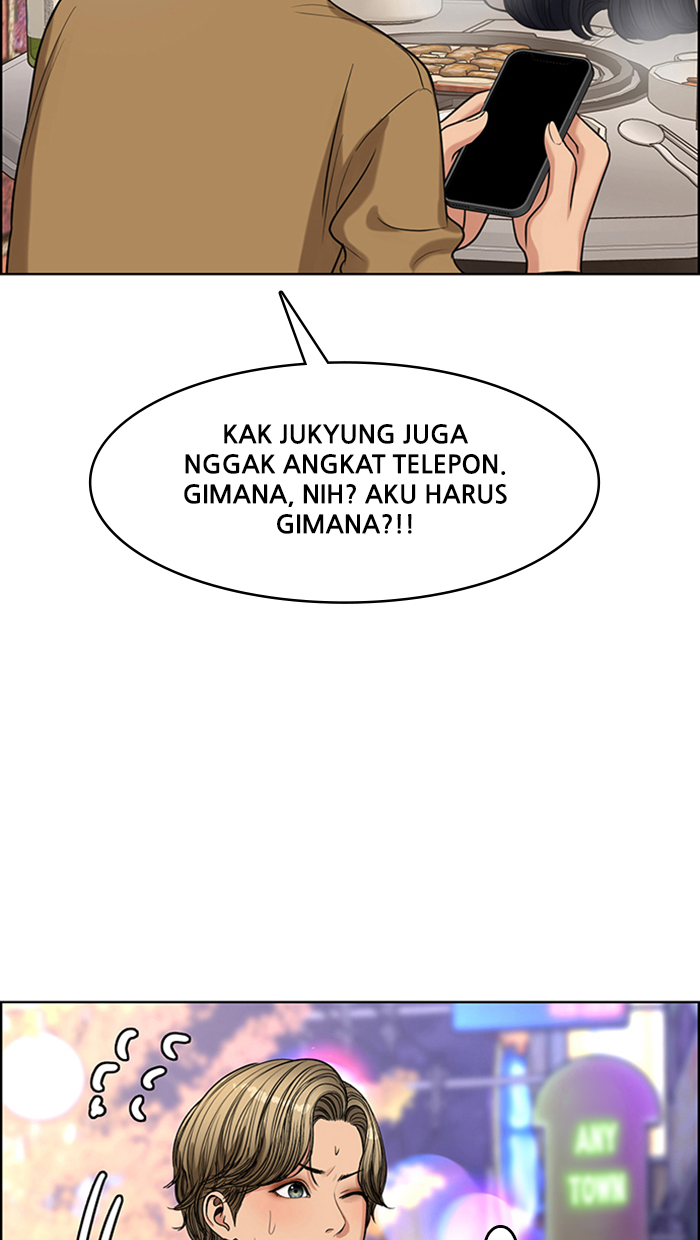 KAK JUKYUNG JUGA
NGGAK ANGKAT TELEPON.
GIMANA, NIH? AKU HARUS
GIMANA?!!
ANY
TOWN